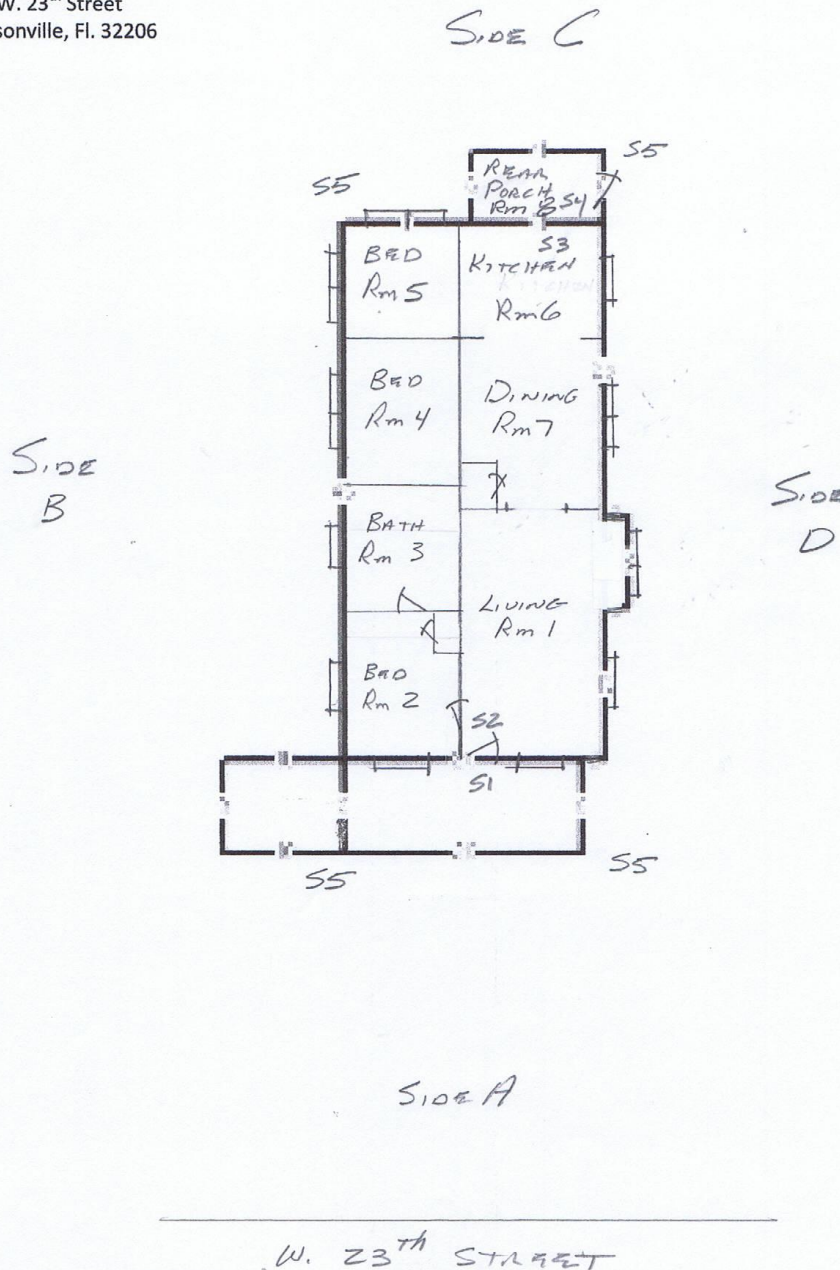 W. 23rd Street
sonville, Fl. 32206
SIDE C
S5
REAR
PORCH
Rm 8 S4
S5
S3
BED
Rm 5
KITCHEN
Rm 6
BED
Rm 4
DINING
Rm 7
SIDE
B
SIDE
D
BATH
Rm 3
LIVING
Rm 1
BED
Rm 2
S2
S1
S5
S5
SIDE A
W. 23th STREET